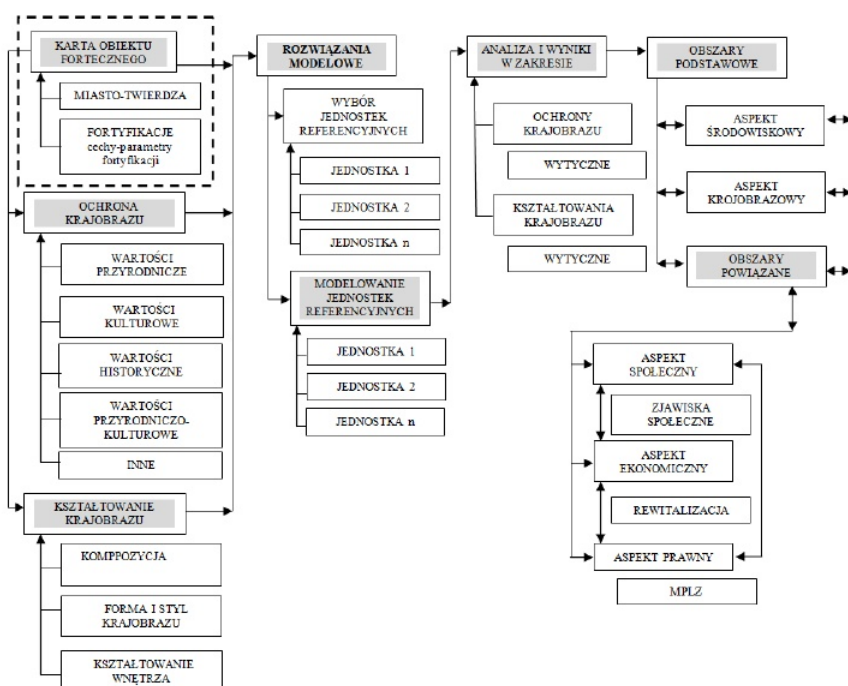 KARTA OBIEKTU
FORTECZNEGO
MIASTO-TWIERDZA
FORTYFIKACJE
cechy-parametry
fortyfikacji
OCHRONA
KRAJOBRAZU
WARTOŚCI
PRZYRODNICZE
WARTOŚCI
KULTUROWE
WARTOŚCI
HISTORYCZNE
WARTOŚCI
PRZYRODNICZO-
KULTUROWE
INNE
KSZTAŁTOWANIE
KRAJOBRAZU
KOMPPOZYCJA
FORMA I STYL
KRAJOBRAZU
KSZTAŁTOWANIE
WNĘTRZA
ROZWIĄZANIA
MODELOWE
WYBÓR
JEDNOSTEK
REFERENCYJNYCH
JEDNOSTKA 1
JEDNOSTKA 2
JEDNOSTKA n
MODELOWANIE
JEDNOSTEK
REFERENCYJNYCH
JEDNOSTKA 1
JEDNOSTKA 2
JEDNOSTKA n
ANALIZA I WYNIKI
W ZAKRESIE
OCHRONY
KRAJOBRAZU
WYTYCZNE
KSZTAŁTOWANIA
KRAJOBRAZU
WYTYCZNE
OBSZARY
PODSTAWOWE
ASPEKT
ŚRODOWISKOWY
ASPEKT
KROJOBRAZOWY
OBSZARY
POWIĄZANE
ASPEKT
SPOŁECZNY
ZJAWISKA
SPOŁECZNE
ASPEKT
EKONOMICZNY
REWITALIZACJA
ASPEKT PRAWNY
MPLZ